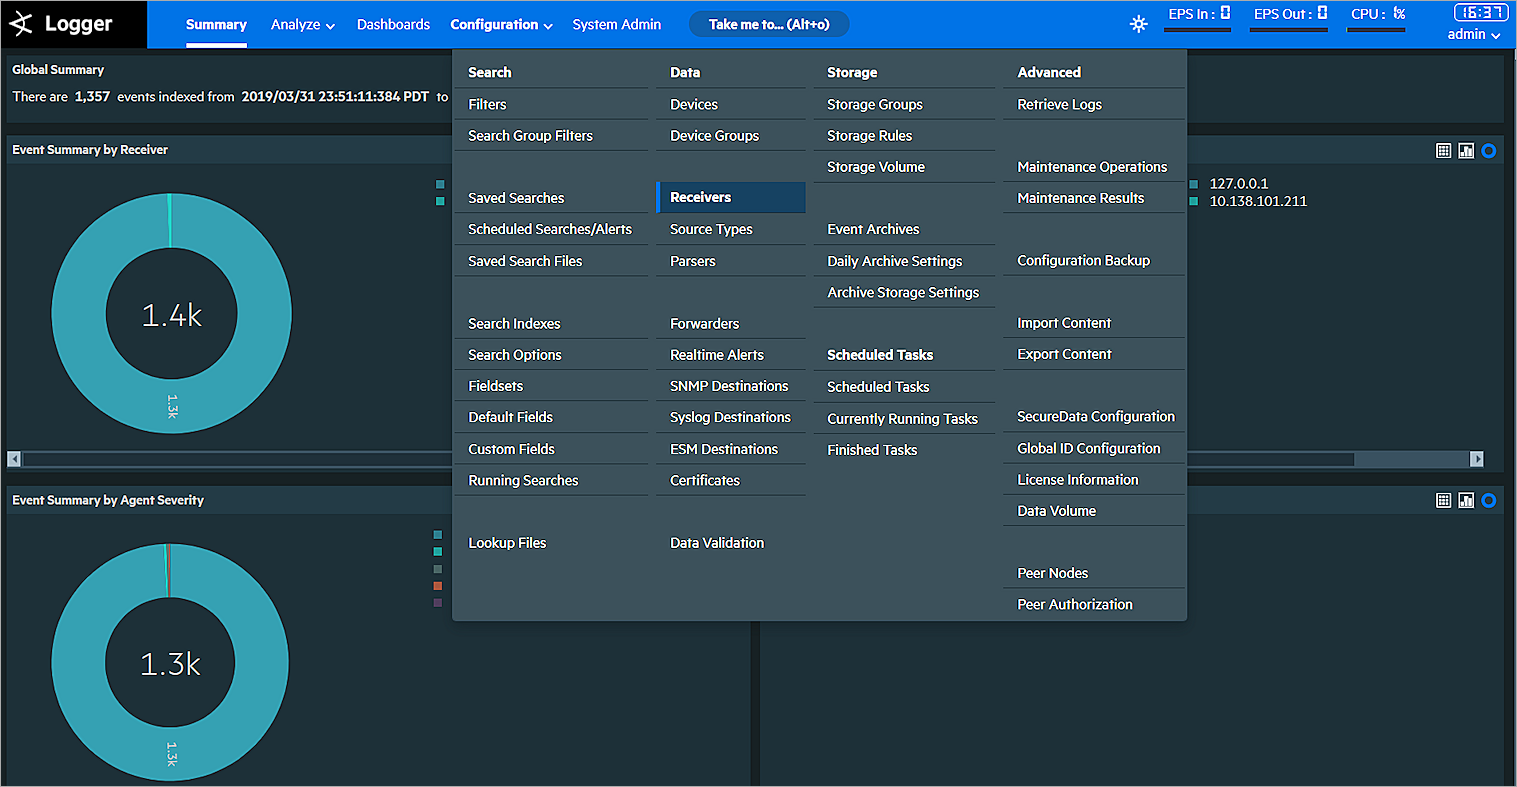 Logger
Summary
Analyze
Dashboards
Configuration
System Admin
Take me to... (Alt+o)
EPS In : 0
EPS Out : 0
CPU : 1%
16:37
admin
Global Summary
There are 1,357 events indexed from 2019/03/31 23:51:11:384 PDT to
Event Summary by Receiver
1.4k
1.3k
Event Summary by Agent Severity
1.3k
1.3k
Search
Filters
Search Group Filters
Saved Searches
Scheduled Searches/Alerts
Saved Search Files
Search Indexes
Search Options
Fieldsets
Default Fields
Custom Fields
Running Searches
Lookup Files
Data
Devices
Device Groups
Receivers
Source Types
Parsers
Forwarders
Realtime Alerts
SNMP Destinations
Syslog Destinations
ESM Destinations
Certificates
Data Validation
Storage
Storage Groups
Storage Rules
Storage Volume
Event Archives
Daily Archive Settings
Archive Storage Settings
Scheduled Tasks
Scheduled Tasks
Currently Running Tasks
Finished Tasks
Advanced
Retrieve Logs
Maintenance Operations
Maintenance Results
Configuration Backup
Import Content
Export Content
SecureData Configuration
Global ID Configuration
License Information
Data Volume
Peer Nodes
Peer Authorization
127.0.0.1
10.138.101.211